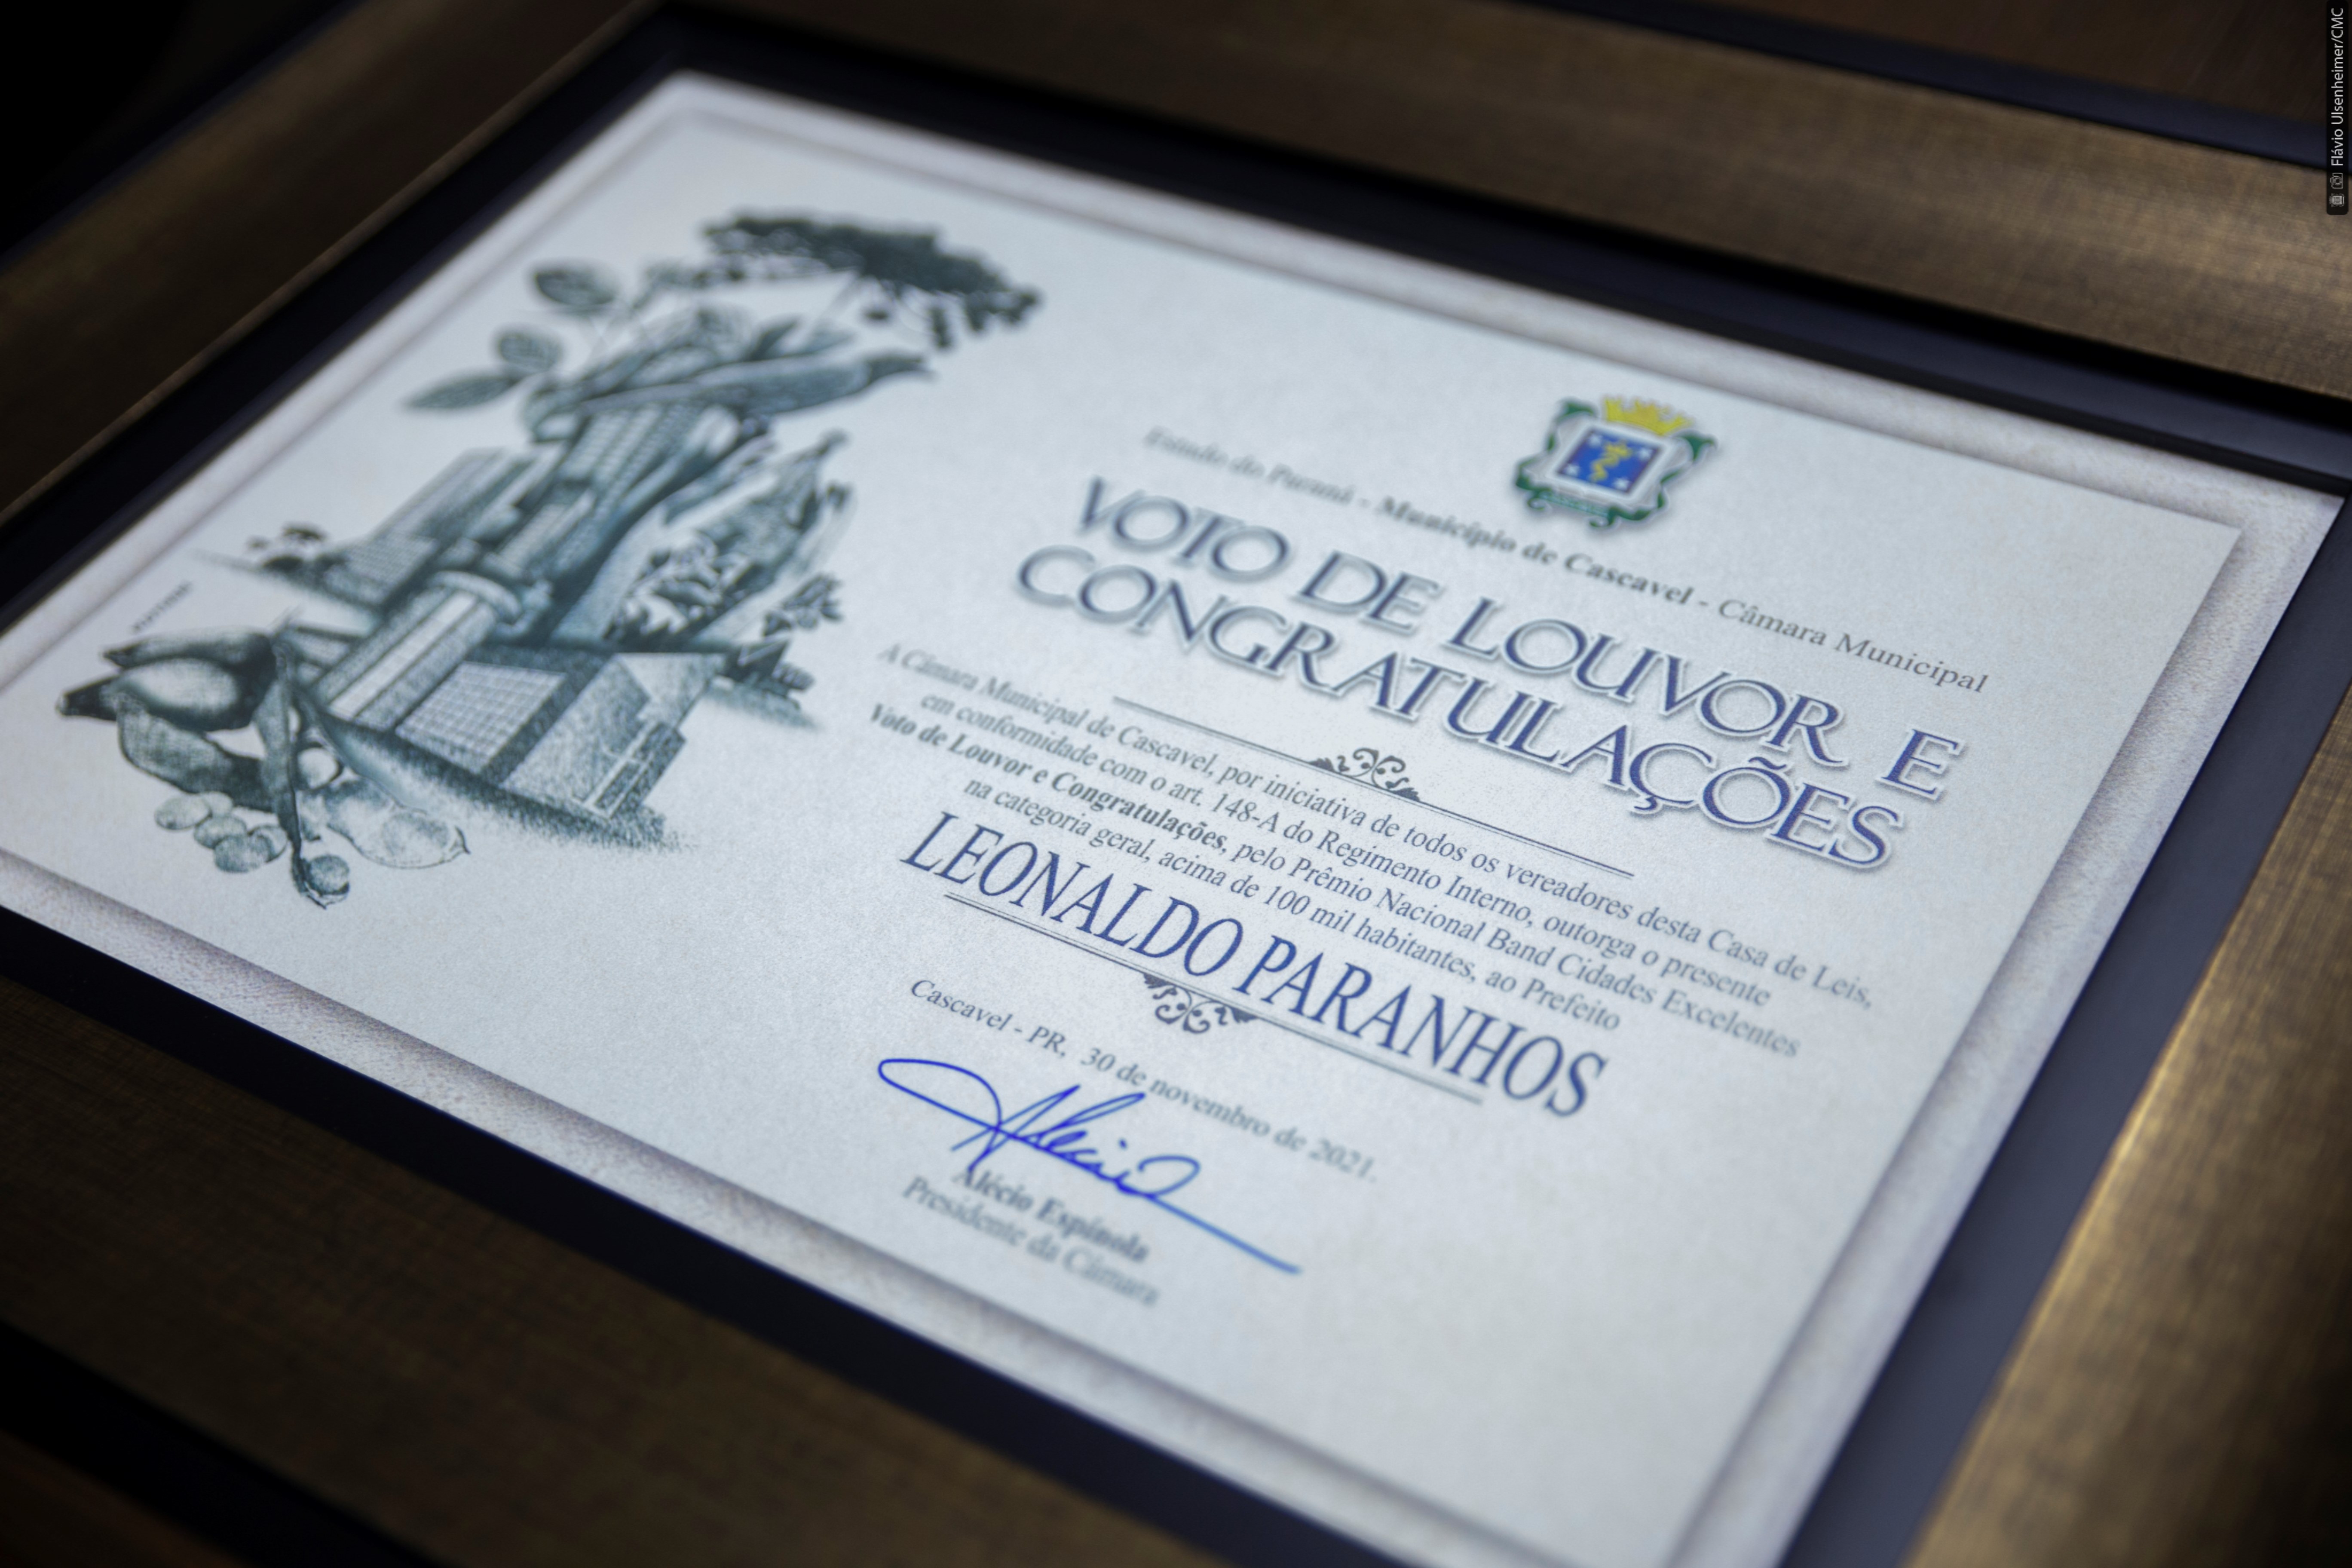 Estado do Paraná - Município de Cascavel - Câmara Municipal
VOTO DE LOUVOR E
CONGRATULAÇÕES
A Câmara Municipal de Cascavel, por iniciativa de todos os vereadores desta Casa de Leis,
em conformidade com o art. 148-A do Regimento Interno, outorga o presente
Voto de Louvor e Congratulações, pelo Prêmio Nacional Band Cidades Excelentes
na categoria geral, acima de 100 mil habitantes, ao Prefeito
LEONALDO PARANHOS
Cascavel - PR, 30 de novembro de 2021.
Alécio
Alécio Espínola
Presidente da Câmara
Flávio Ulsenheimer/CMC